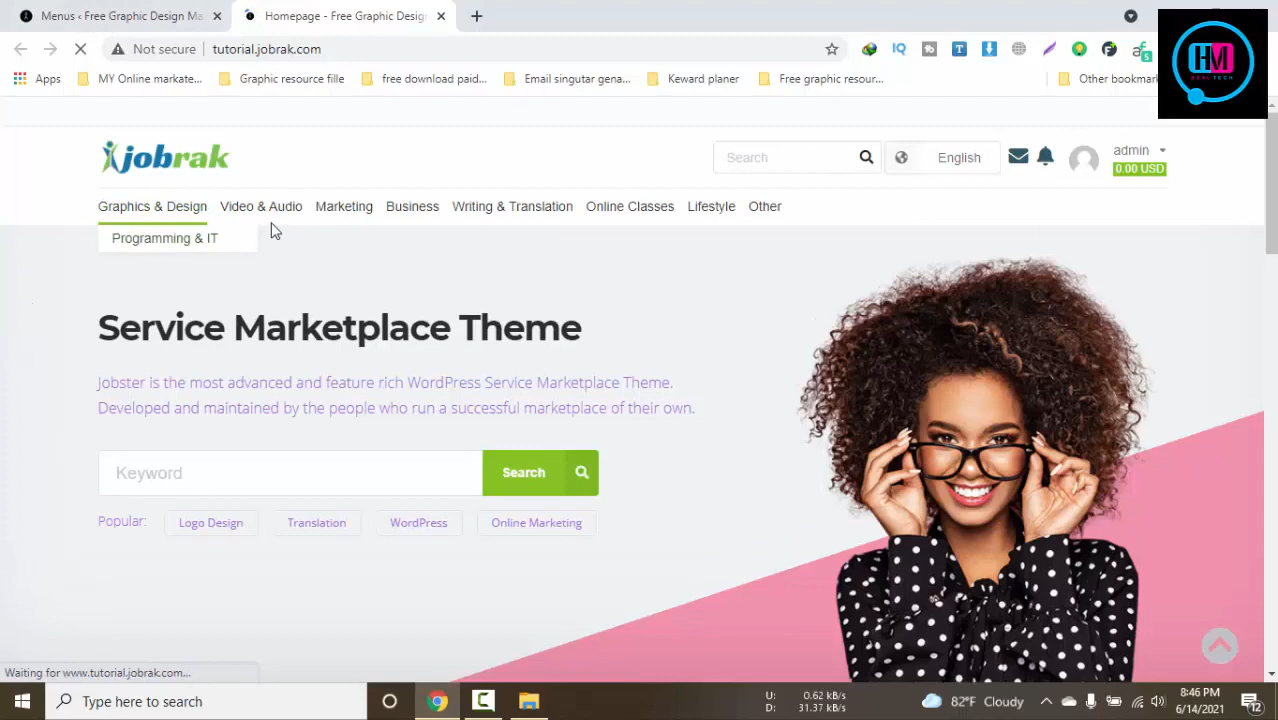 Menus ‹ Free Graphic Design Ma
Homepage - Free Graphic Desig
Not secure
tutorial.jobrak.com
Apps
MY Online markate...
Graphic resource file
free download paid...
Email singutar gena...
Keward planer
Free graphic resour...
Other bookmark
HM
jobrak
Search
English
admin
0.00 USD
Graphics & Design
Video & Audio
Marketing
Business
Writing & Translation
Online Classes
Lifestyle
Other
Programming & IT
Service Marketplace Theme
Jobster is the most advanced and feature rich WordPress Service Marketplace Theme.
Developed and maintained by the people who run a successful marketplace of their own.
Keyword
Search
Popular:
Logo Design
Translation
WordPress
Online Marketing
Waiting for www.tutorial.jobrak.com...
Type here to search
U: 0.62 kB/s
D: 31.37 kB/s
82°F Cloudy
8:46 PM
6/14/2021
12